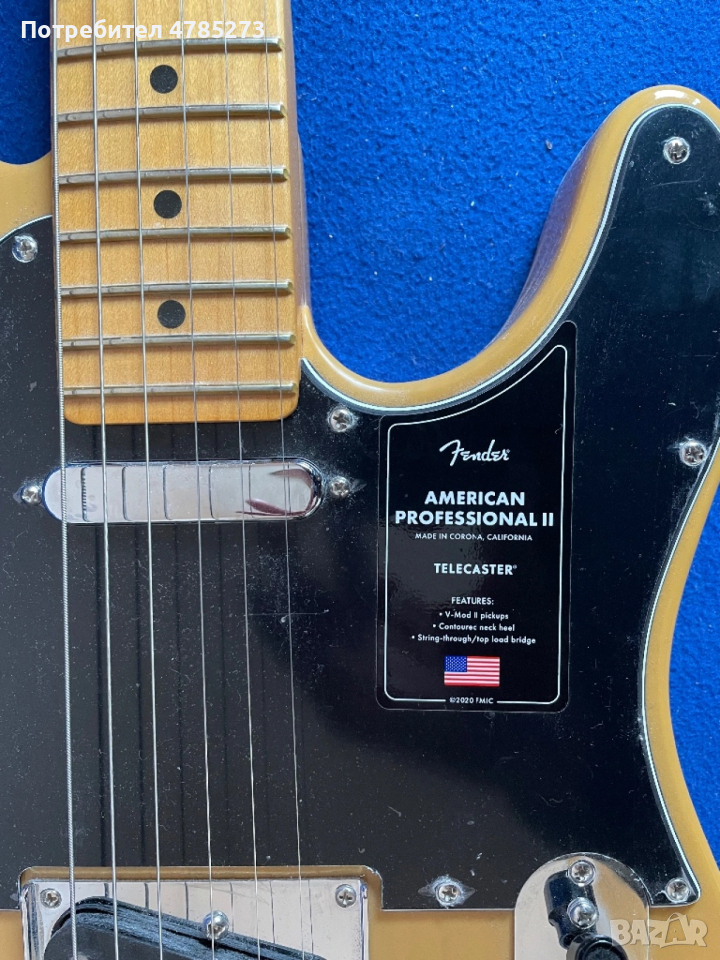 Потребител 4785273
Fender
AMERICAN
PROFESSIONAL II
MADE IN CORONA, CALIFORNIA
TELECASTER®
FEATURES:
• V-Mod II pickups
• Contoured neck heel
• String-through/top load bridge
©2020 FMIC
BAZAR